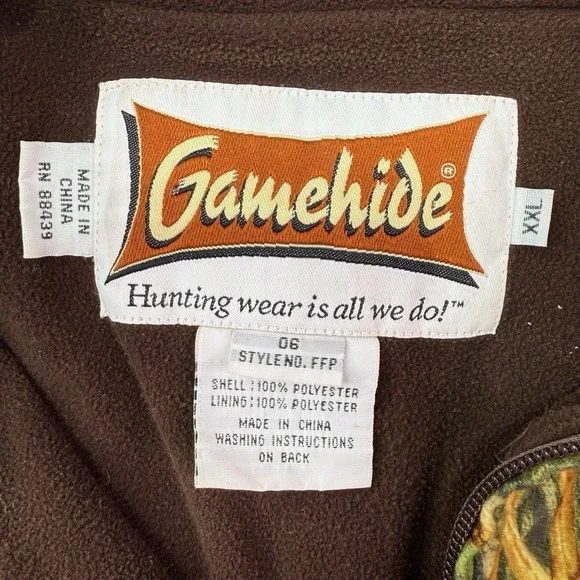 Gamehide®
Hunting wear is all we do!™
MADE IN
CHINA
RN 88439
XXL
06
STYLE NO. FFP
SHELL:100% POLYESTER
LINING:100% POLYESTER
MADE IN CHINA
WASHING INSTRUCTIONS
ON BACK